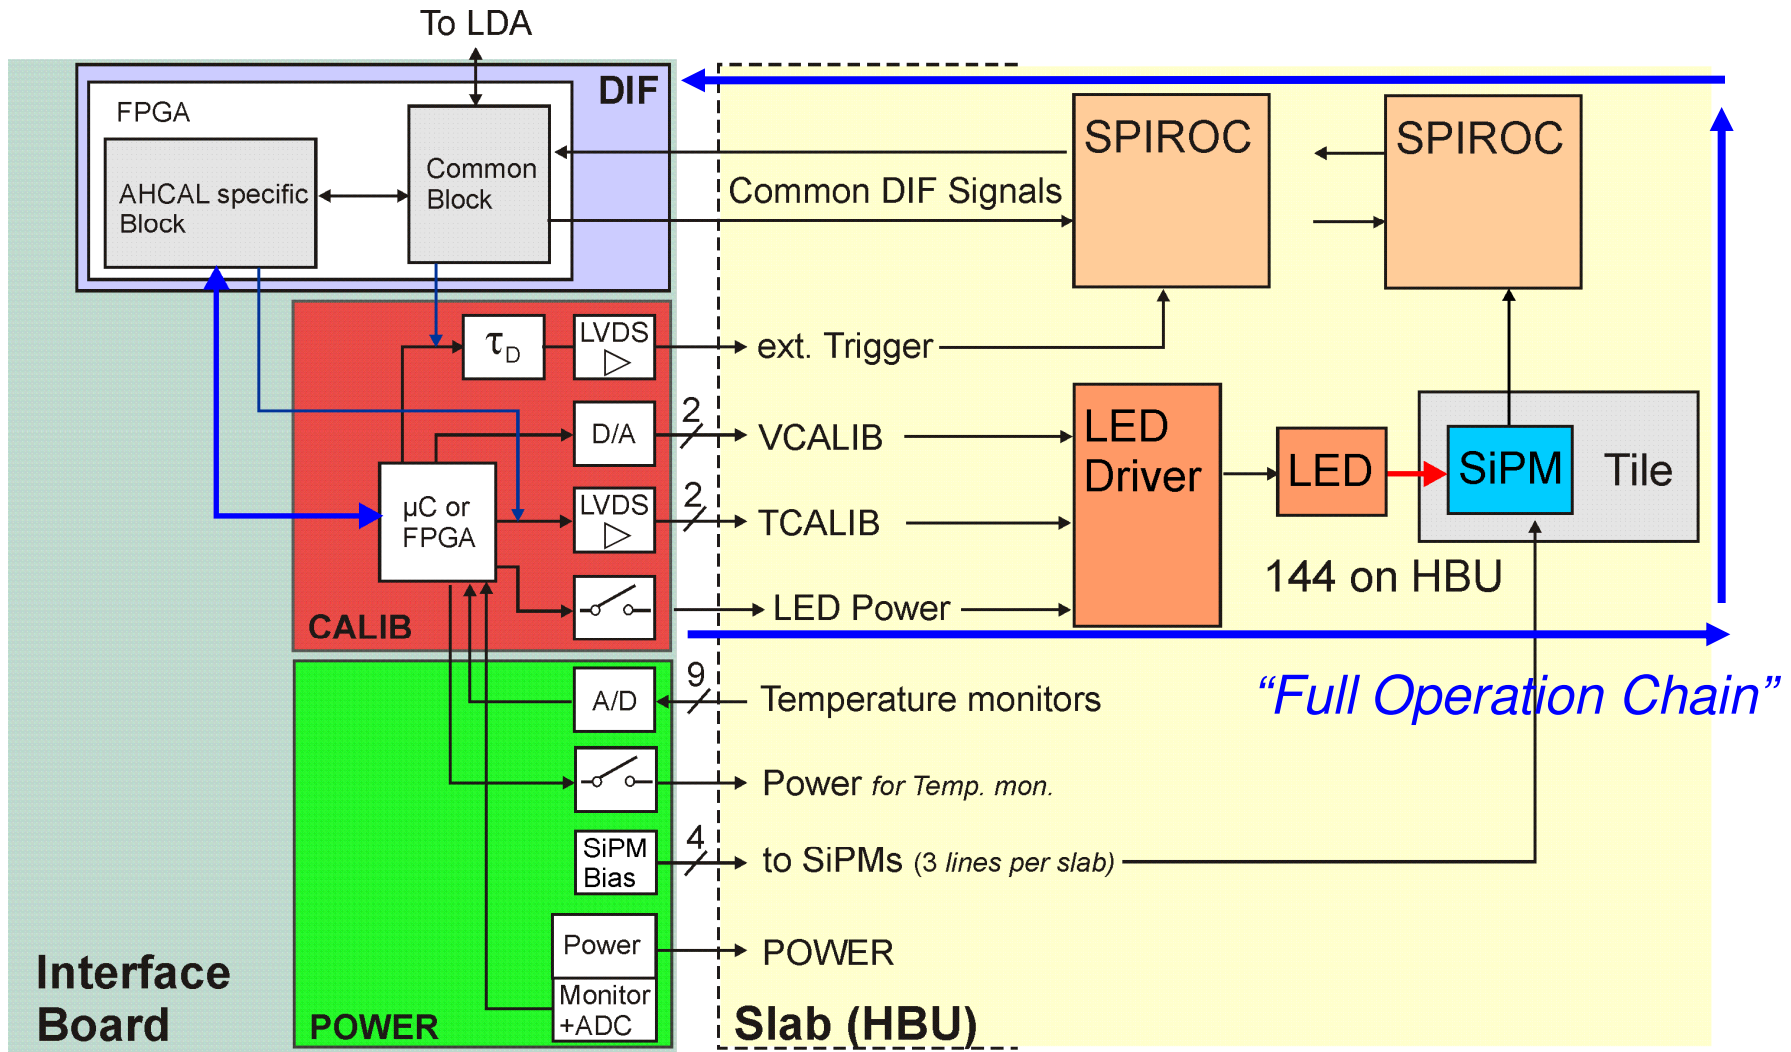 To LDA
DIF
FPGA
AHCAL specific
Block
Common
Block
SPIROC
SPIROC
Common DIF Signals
τD
LVDS
ext. Trigger
D/A
2
VCALIB
LED
Driver
LED
SiPM
Tile
µC or
FPGA
LVDS
2
TCALIB
144 on HBU
LED Power
CALIB
A/D
9
Temperature monitors
“Full Operation Chain”
Power for Temp. mon.
SiPM
Bias
4
to SiPMs (3 lines per slab)
Power
POWER
Monitor
+ADC
POWER
Interface
Board
Slab (HBU)